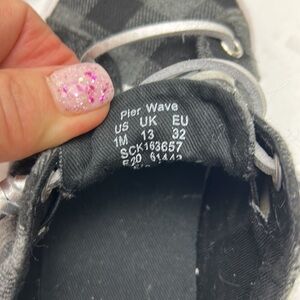 Pier Wave
US UK EU
1M 13 32
SCK163657